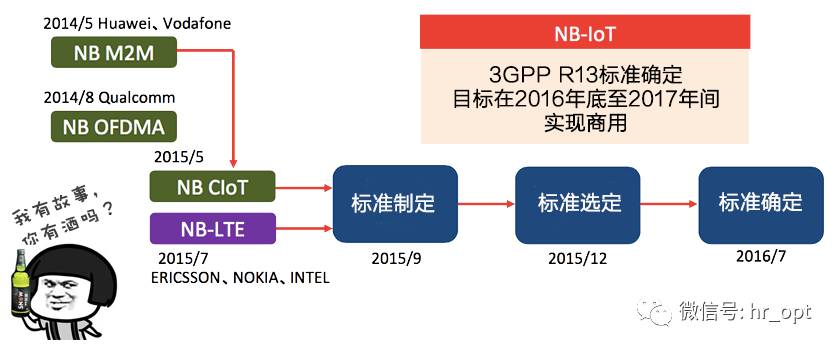 2014/5 Huawei、Vodafone
NB M2M
2014/8 Qualcomm
NB OFDMA
NB-IoT
3GPP R13标准确定
目标在2016年底至2017年间
实现商用
2015/5
NB CIoT
NB-LTE
2015/7
ERICSSON、NOKIA、INTEL
标准制定
2015/9
标准选定
2015/12
标准确定
2016/7
我有故事,
你有酒吗?
SNOW
微信号: hr_opt